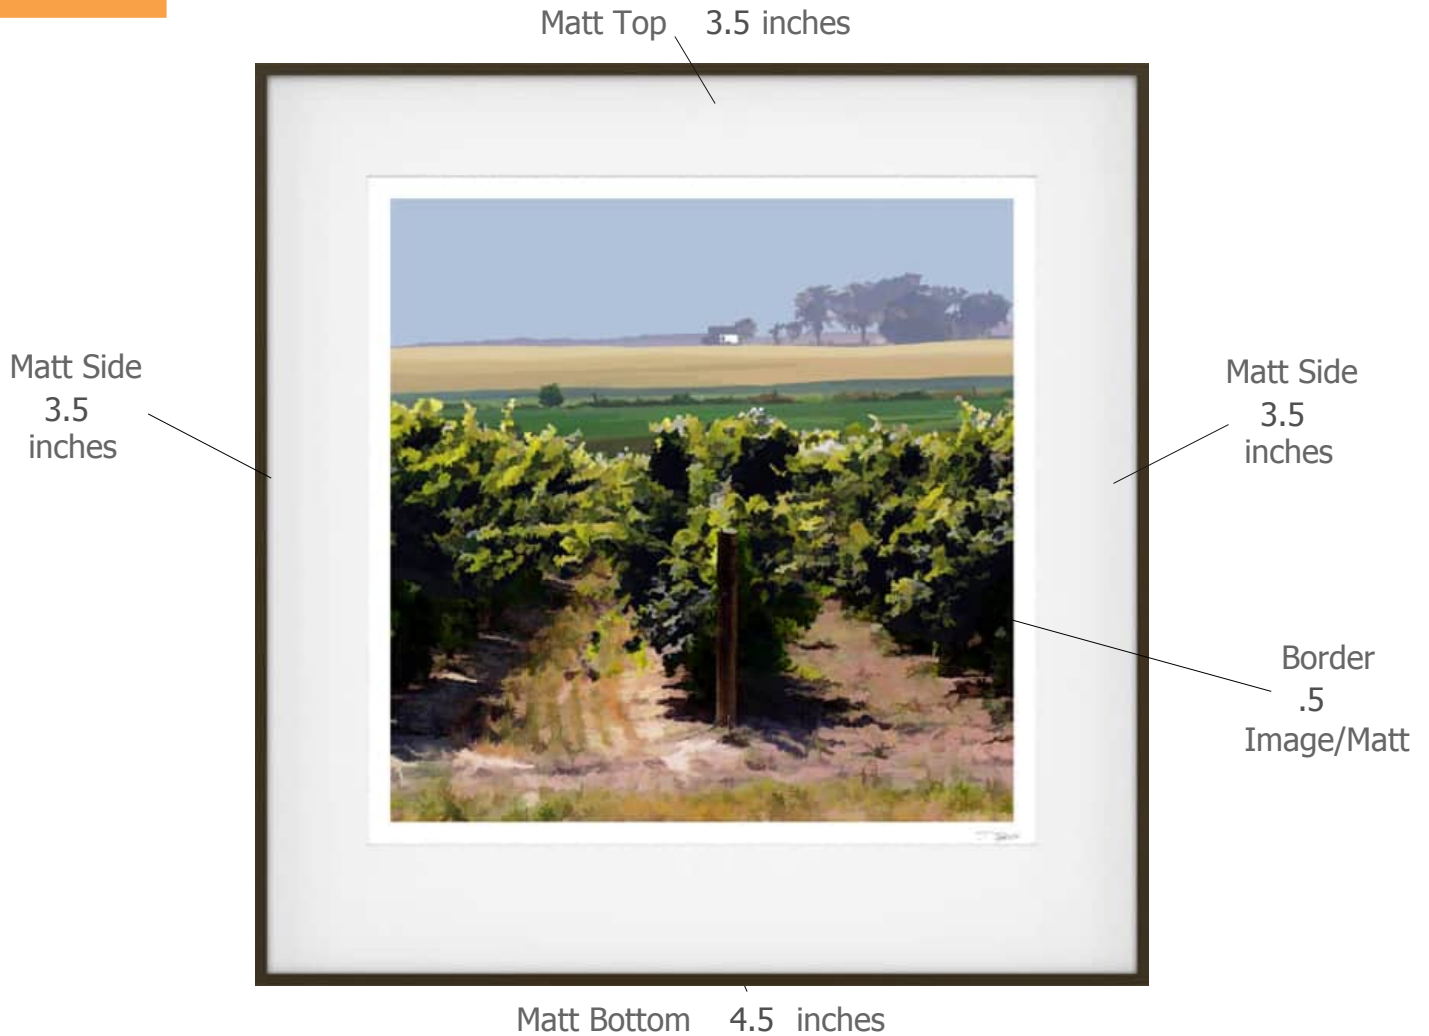 Matt Top 3.5 inches
Matt Side
3.5
inches
Matt Side
3.5
inches
Border
.5
Image/Matt
Matt Bottom 4.5 inches